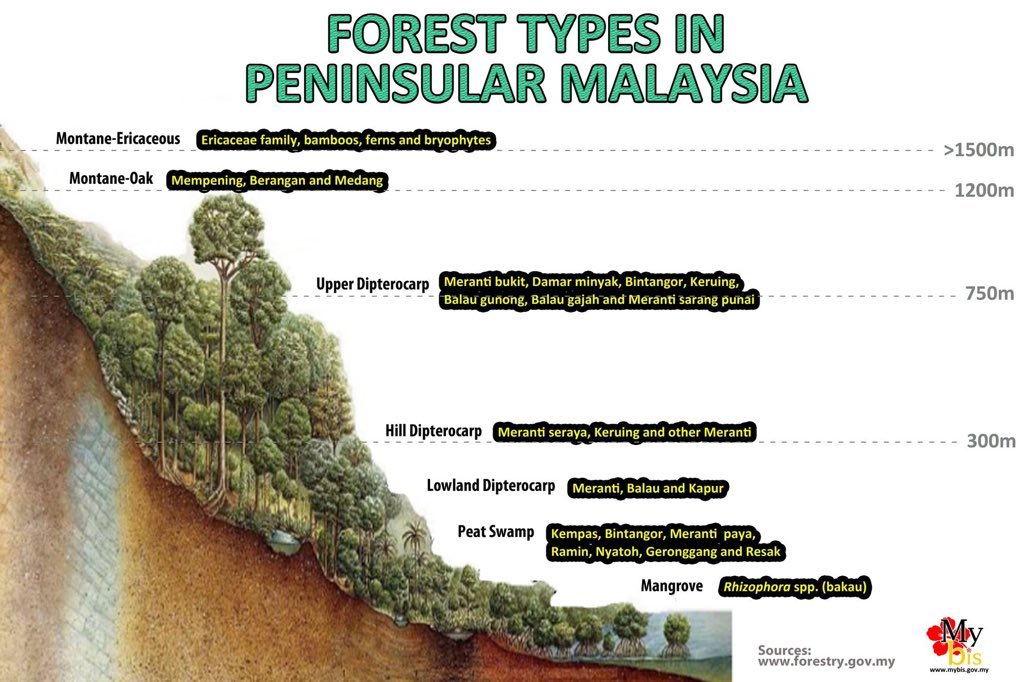 FOREST TYPES IN
PENINSULAR MALAYSIA
Montane-Ericaceous
Ericaceae family, bamboos, ferns and bryophytes
>1500m
Montane-Oak
Mempening, Berangan and Medang
1200m
Upper Dipterocarp
Meranti bukit, Damar minyak, Bintangor, Keruing,
Balau gunong, Balau gajah and Meranti sarang punai
750m
Hill Dipterocarp
Meranti seraya, Keruing and other Meranti
300m
Lowland Dipterocarp
Meranti, Balau and Kapur
Peat Swamp
Kempas, Bintangor, Meranti paya,
Ramin, Nyatoh, Geronggang and Resak
Mangrove
Rhizophora spp. (bakau)
Sources:
www.forestry.gov.my
My
bis
www.mybis.gov.my